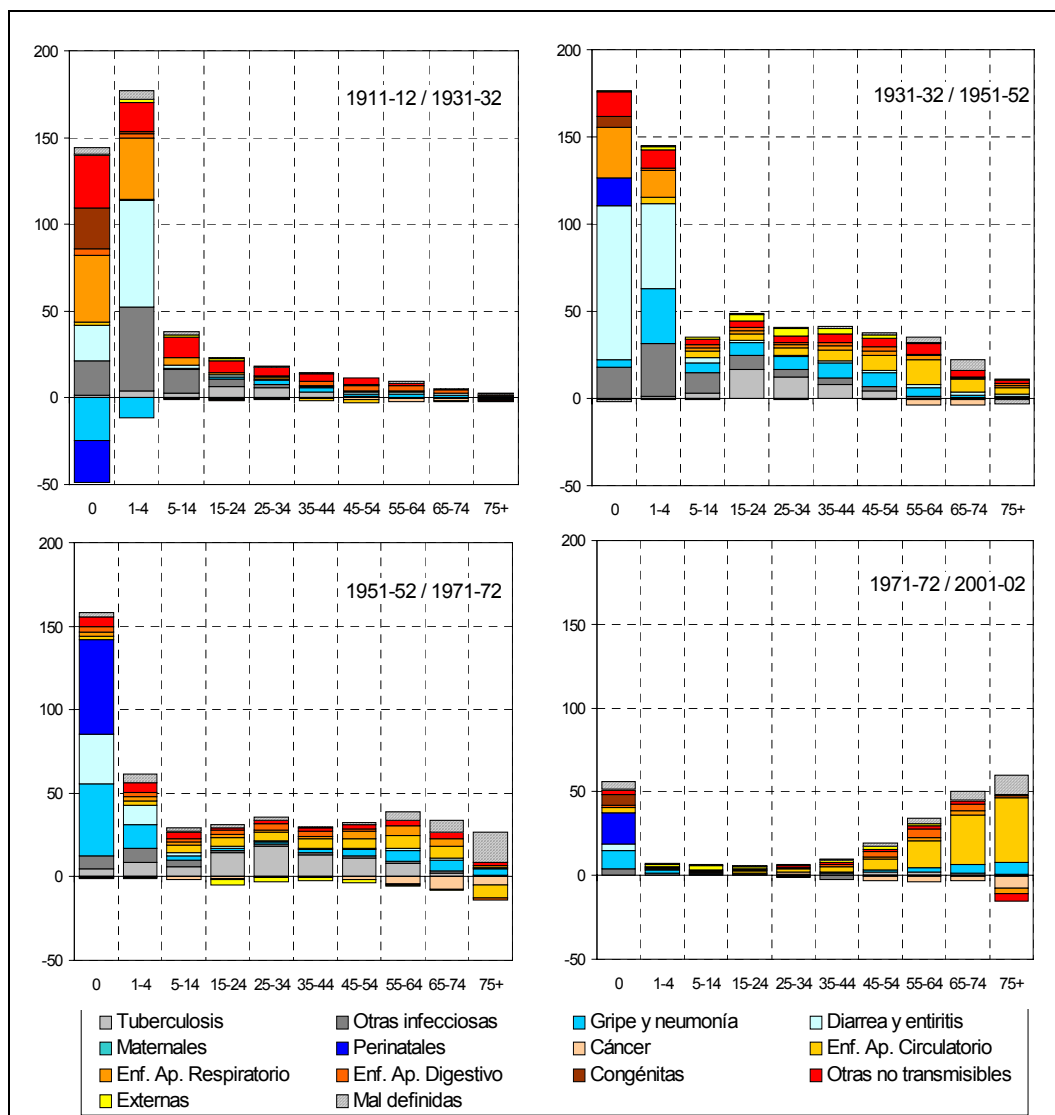 200
150
100
50
0
-50
1911-12 / 1931-32
0 1-4 5-14 15-24 25-34 35-44 45-54 55-64 65-74 75+
200
150
100
50
0
-50
1931-32 / 1951-52
0 1-4 5-14 15-24 25-34 35-44 45-54 55-64 65-74 75+
200
150
100
50
0
-50
1951-52 / 1971-72
0 1-4 5-14 15-24 25-34 35-44 45-54 55-64 65-74 75+
200
150
100
50
0
-50
1971-72 / 2001-02
0 1-4 5-14 15-24 25-34 35-44 45-54 55-64 65-74 75+
Tuberculosis Otras infecciosas Gripe y neumonía Diarrea y entiritis
Maternales Perinatales Cáncer Enf. Ap. Circulatorio
Enf. Ap. Respiratorio Enf. Ap. Digestivo Congénitas Otras no transmisibles
Externas Mal definidas